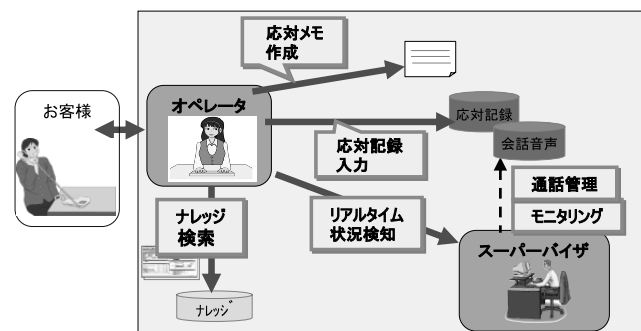 応対メモ
作成
お客様
オペレータ
応対記録
会話音声
応対記録
入力
通話管理
モニタリング
ナレッジ
検索
リアルタイム
状況検知
スーパーバイザ
ナレッジ